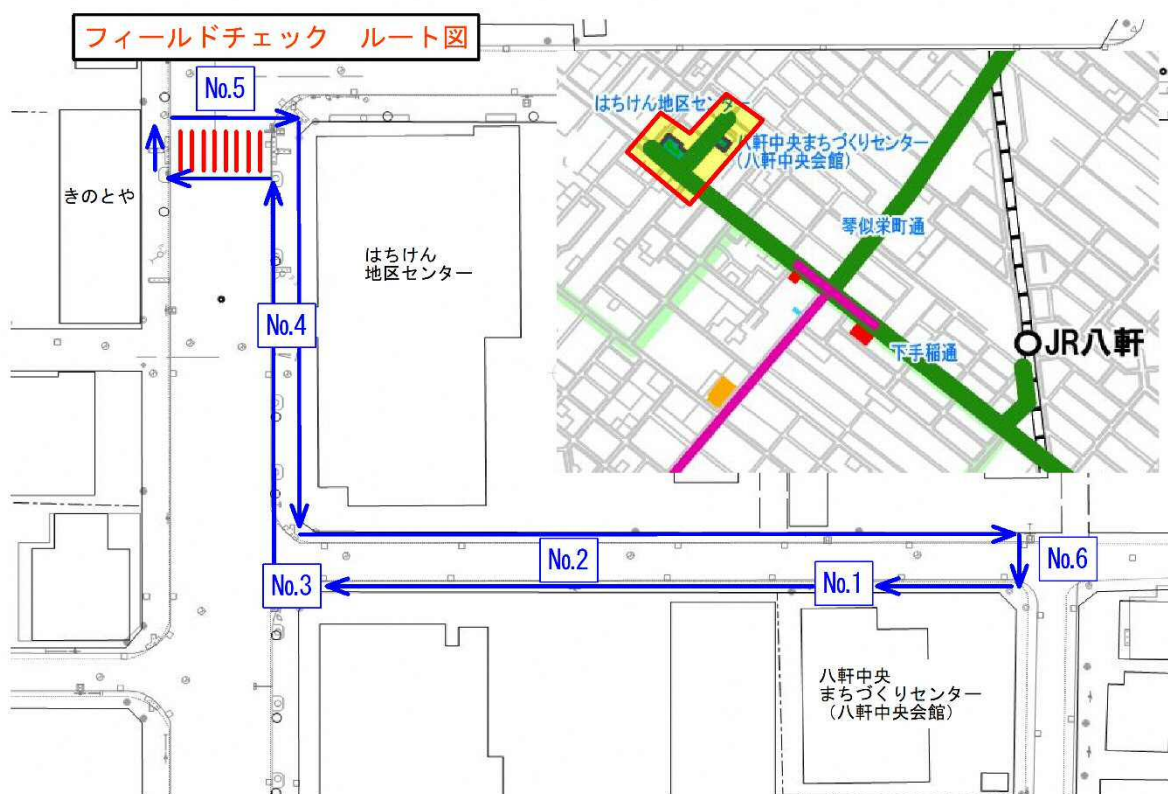 フィールドチェック　ルート図
No.5
きのとや
はちけん
地区センター
No.4
No.3
No.2
No.1
No.6
八軒中央
まちづくりセンター
(八軒中央会館)
はちけん地区センター
八軒中央まちづくりセンター
(八軒中央会館)
琴似栄町通
下手稲通
JR八軒